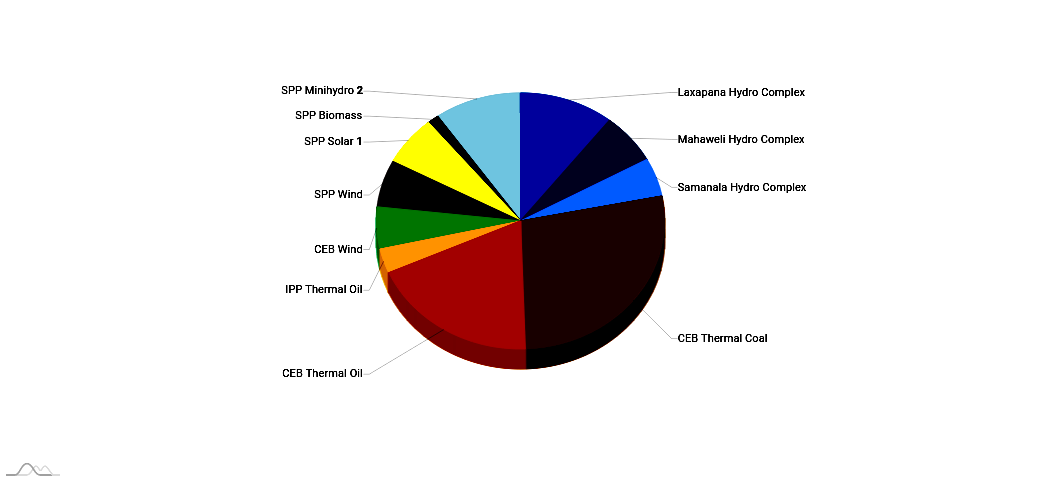 SPP Minihydro 2
Laxapana Hydro Complex
SPP Biomass
SPP Solar 1
Mahaweli Hydro Complex
SPP Wind
Samanala Hydro Complex
CEB Wind
IPP Thermal Oil
CEB Thermal Coal
CEB Thermal Oil